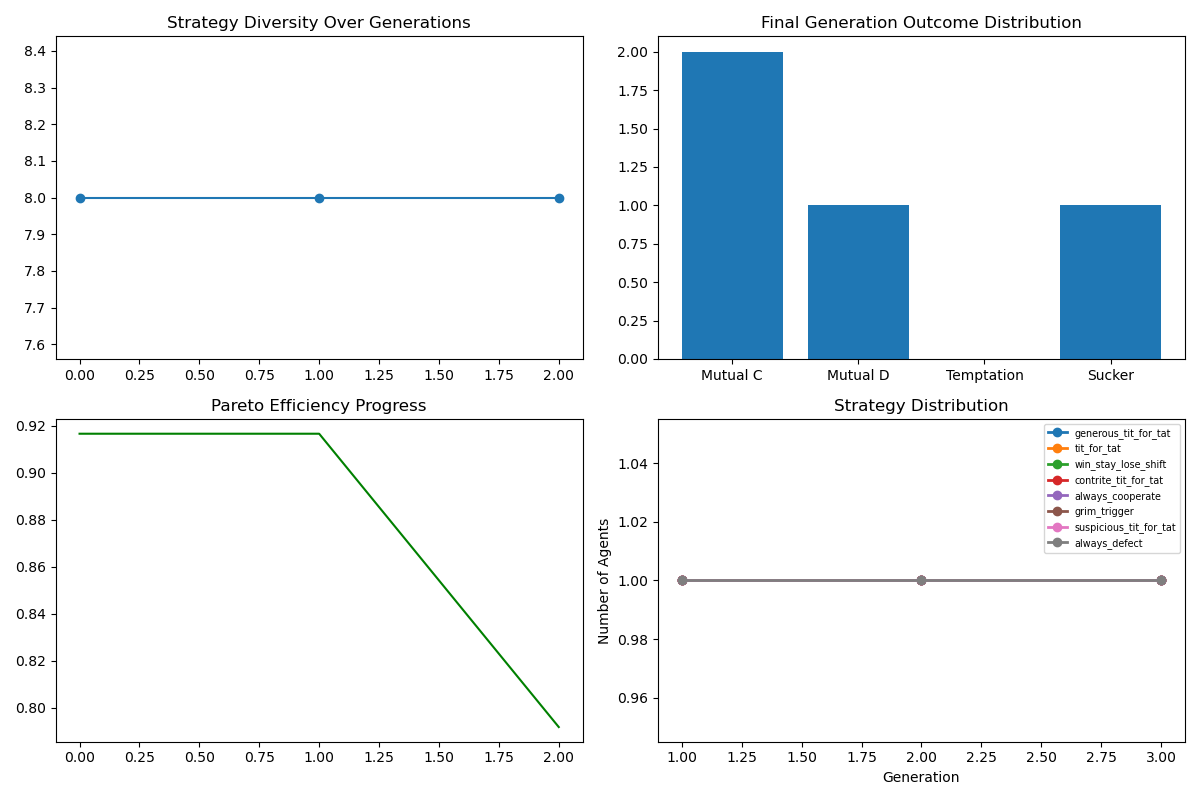 Strategy Diversity Over Generations
8.4
8.3
8.2
8.1
8.0
7.9
7.8
7.7
7.6
0.00 0.25 0.50 0.75 1.00 1.25 1.50 1.75 2.00
Final Generation Outcome Distribution
2.00
1.75
1.50
1.25
1.00
0.75
0.50
0.25
0.00
Mutual C Mutual D Temptation Sucker
Pareto Efficiency Progress
0.92
0.90
0.88
0.86
0.84
0.82
0.80
0.00 0.25 0.50 0.75 1.00 1.25 1.50 1.75 2.00
Strategy Distribution
Number of Agents
1.04
1.02
1.00
0.98
0.96
generous_tit_for_tat
tit_for_tat
win_stay_lose_shift
contrite_tit_for_tat
always_cooperate
grim_trigger
suspicious_tit_for_tat
always_defect
1.00 1.25 1.50 1.75 2.00 2.25 2.50 2.75 3.00
Generation